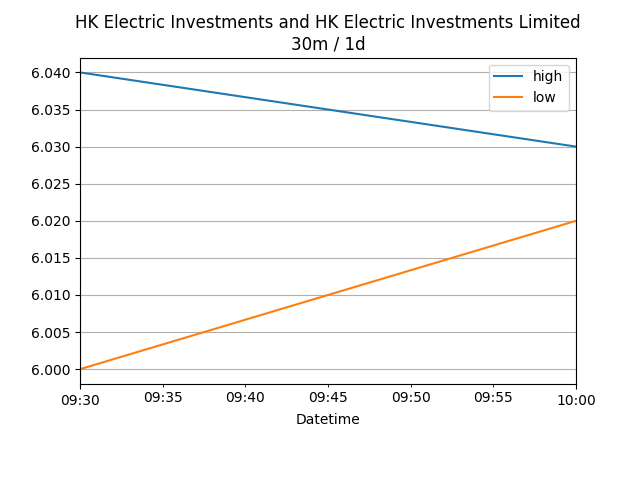 HK Electric Investments and HK Electric Investments Limited
30m / 1d
high
low
6.040
6.035
6.030
6.025
6.020
6.015
6.010
6.005
6.000
09:30 09:35 09:40 09:45 09:50 09:55 10:00
Datetime